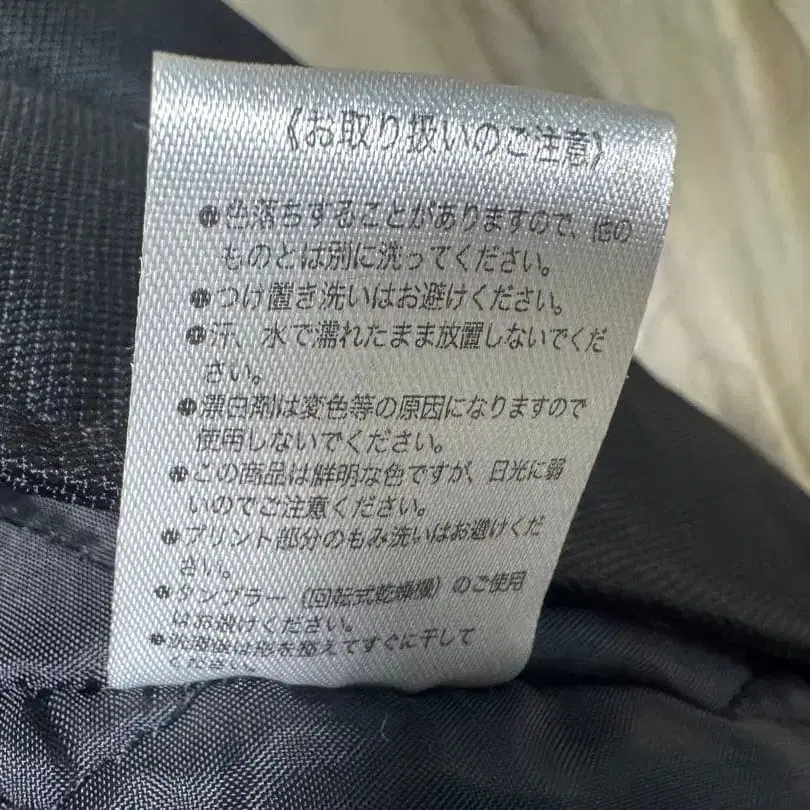 《お取り扱いのご注意》
●色落ちすることがありますので、他の
ものとは別に洗ってください。
●つけ置き洗いはお避けください。
●汗、水で濡れたまま放置しないでくだ
さい。
●漂白剤は変色等の原因になりますので
使用しないでください。
●この商品は鮮明な色ですが、日光に弱
いのでご注意ください。
●プリント部分のもみ洗いはお避けくだ
さい。
●タンブラー（回転式乾燥機）のご使用
はお避けください。
●洗濯後は形を整えてすぐに干して
ください。